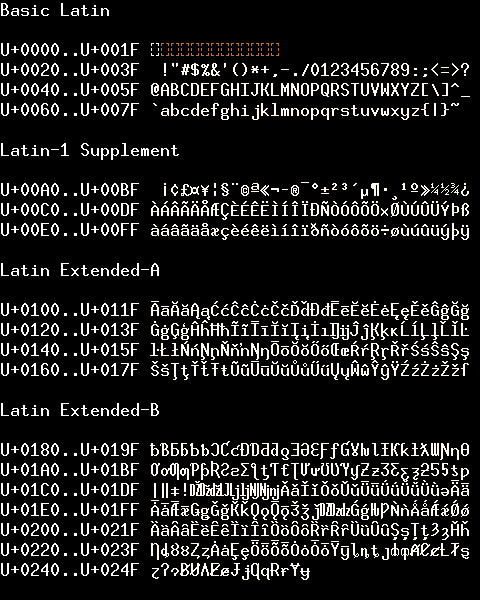 Basic Latin
U+0000..U+001F
U+0020..U+003F  !"#$%&'()*+,-./0123456789:;<=>?
U+0040..U+005F @ABCDEFGHIJKLMNOPQRSTUVWXYZ[\]^_
U+0060..U+007F `abcdefghijklmnopqrstuvwxyz{|}~
Latin-1 Supplement
U+00A0..U+00BF  ¡¢£¤¥¦§¨©ª«¬-®¯°±²³´µ¶·¸¹º»¼½¾¿
U+00C0..U+00DF ÀÁÂÃÄÅÆÇÈÉÊËÌÍÎÏÐÑÒÓÔÕÖ×ØÙÚÛÜÝÞß
U+00E0..U+00FF àáâãäåæçèéêëìíîïðñòóôõö÷øùúûüýþÿ
Latin Extended-A
U+0100..U+011F ĀāĂăĄąĆćĈĉĊċČčĎďĐđĒēĔĕĖėĘęĚěĜĝĞğ
U+0120..U+013F ĠġĢģĤĥĦħĨĩĪīĬĭĮįİıĲĳĴĵĶķĸĹĺĻļĽľĿ
U+0140..U+015F ŀŁłŃńŅņŇňŉŊŋŌōŎŏŐőŒœŔŕŖŗŘřŚśŜŝŞş
U+0160..U+017F ŠšŢţŤťŦŧŨũŪūŬŭŮůŰűŲųŴŵŶŷŸŹźŻżŽžſ
Latin Extended-B
U+0180..U+019F ƀƁƂƃƄƅƆƇƈƉƊƋƌƍƎƏƐƑƒƓƔƕƖƗƘƙƚƛƜƝƞƟ
U+01A0..U+01BF ƠơƢƣƤƥƦƧƨƩƪƫƬƭƮƯưƱƲƳƴƵƶƷƸƹƺƻƼƽƾƿ
U+01C0..U+01DF ǀǁǂǃǄǅǆǇǈǉǊǋǌǍǎǏǐǑǒǓǔǕǖǗǘǙǚǛǜǝǞǟ
U+01E0..U+01FF ǠǡǢǣǤǥǦǧǨǩǪǫǬǭǮǯǰǱǲǳǴǵǶǷǸǹǺǻǼǽǾǿ
U+0200..U+021F ȀȁȂȃȄȅȆȇȈȉȊȋȌȍȎȏȐȑȒȓȔȕȖȗȘșȚțȜȝȞȟ
U+0220..U+023F ȠȡȢȣȤȥȦȧȨȩȪȫȬȭȮȯȰȱȲȳȴȵȶȷȸȹȺȻȼȽȾȿ
U+0240..U+024F ɀɁɂɃɄɅɆɇɈɉɊɋɌɍɎɏ